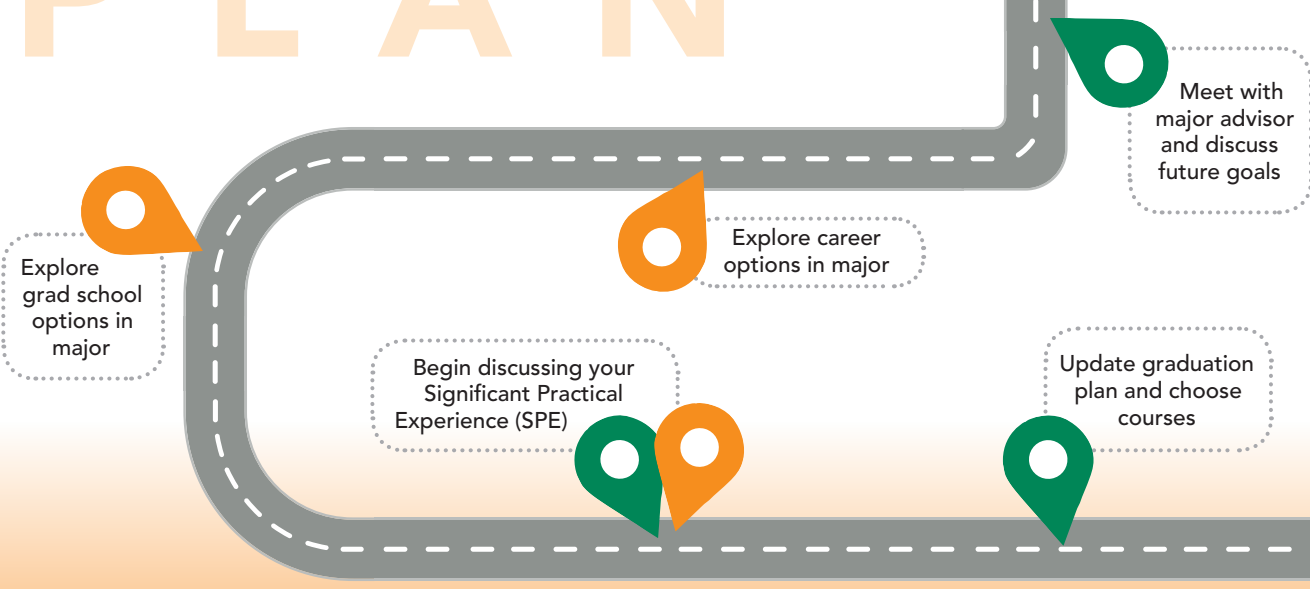 PLAN
Meet with
major advisor
and discuss
future goals
Explore career
options in major
Explore
grad school
options in
major
Begin discussing your
Significant Practical
Experience (SPE)
Update graduation
plan and choose
courses